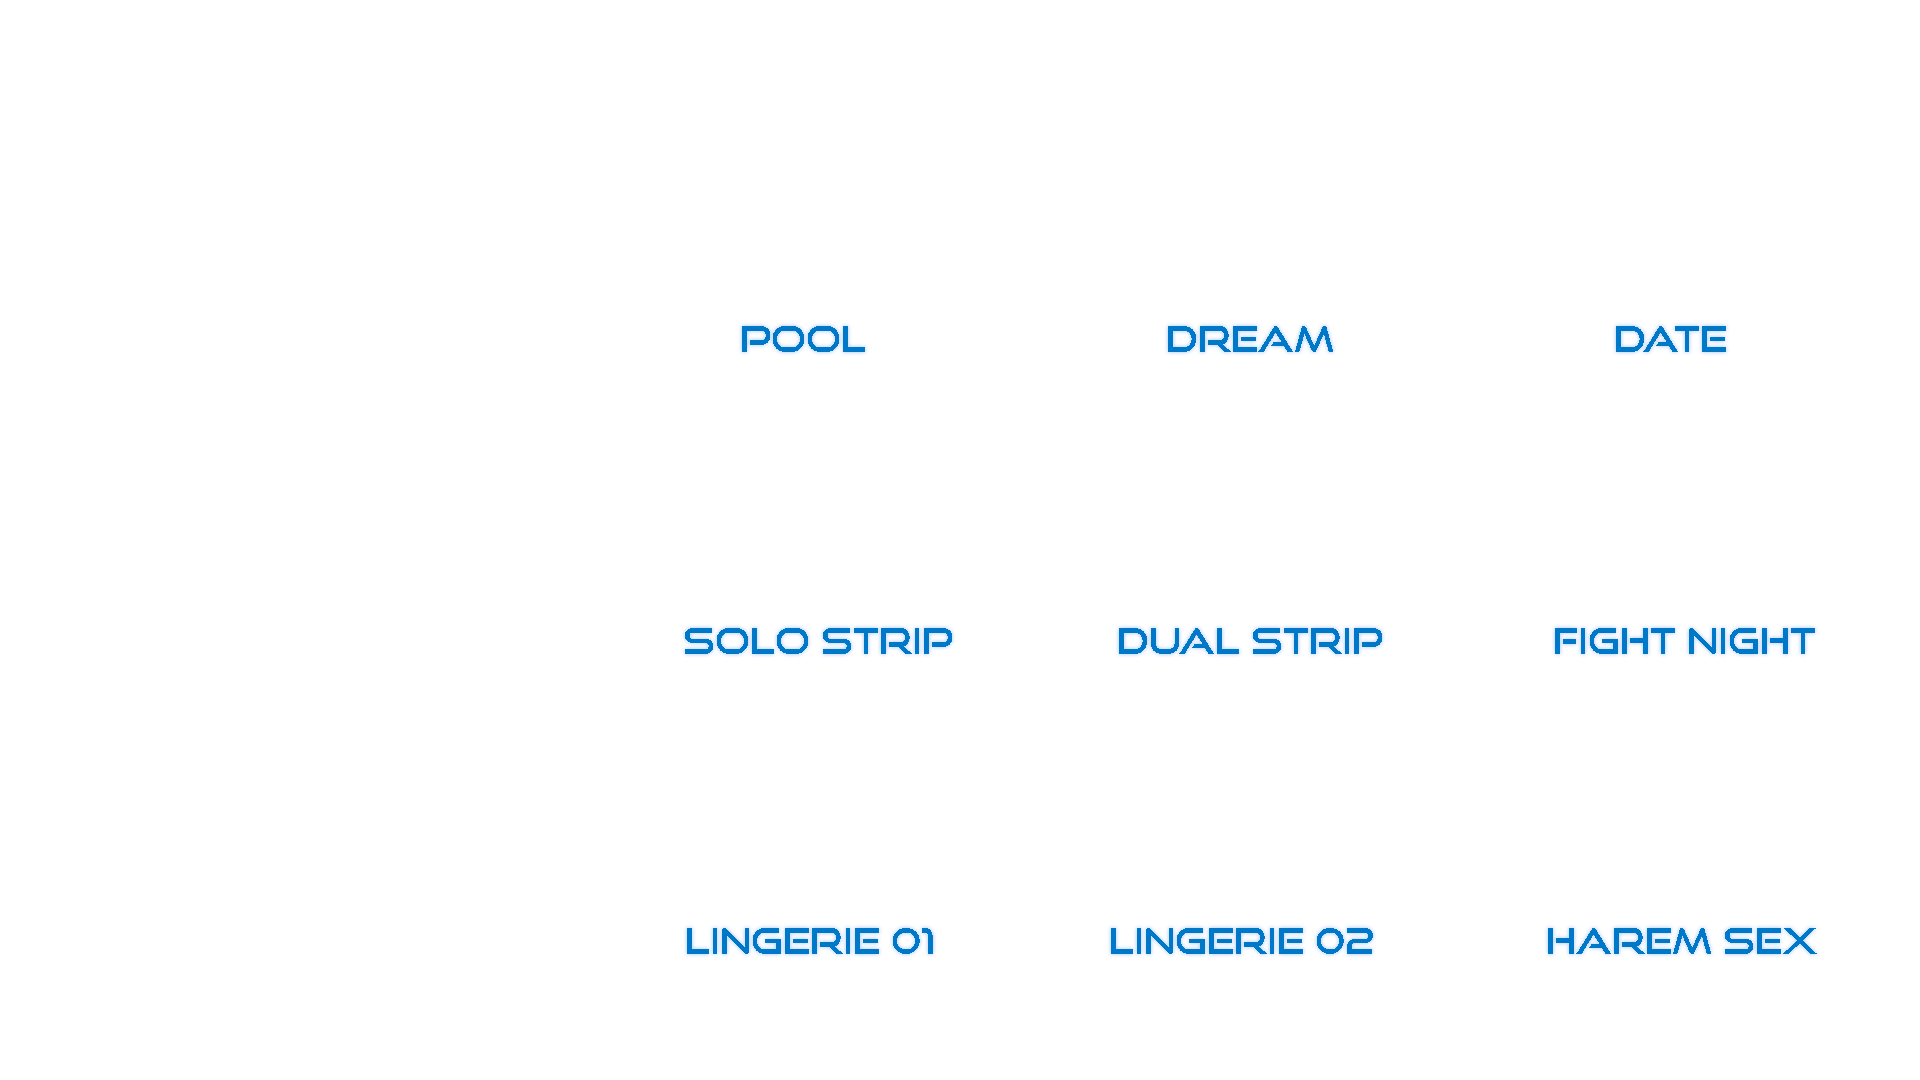 POOL DREAM DATE
SOLO STRIP DUAL STRIP FIGHT NIGHT
LINGERIE 01 LINGERIE 02 HAREM SEX